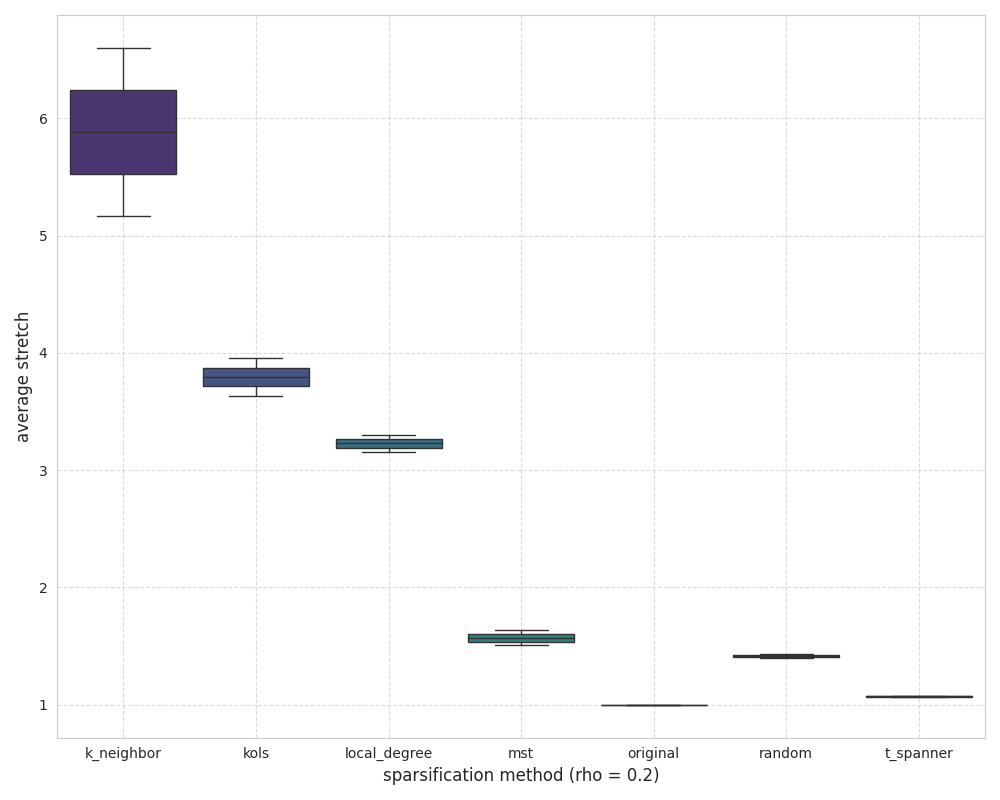 average stretch
6
5
4
3
2
1
k_neighbor kols local_degree mst original random t_spanner
sparsification method (rho = 0.2)